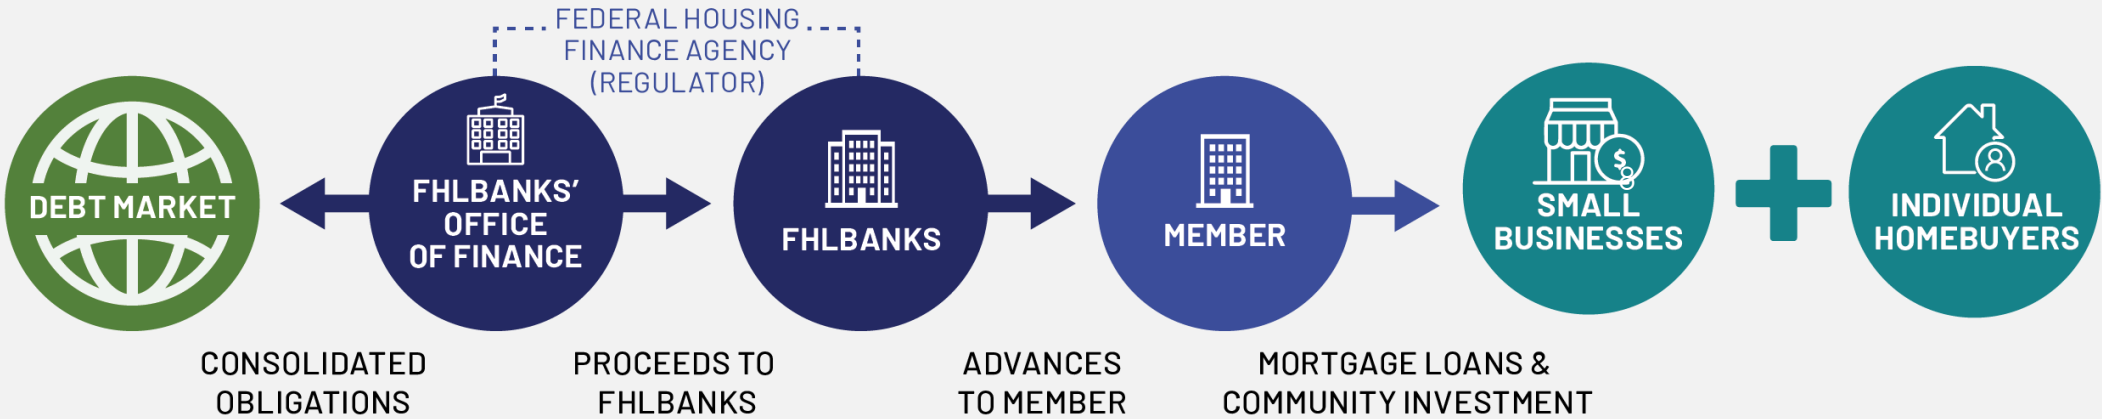 FEDERAL HOUSING
FINANCE AGENCY
(REGULATOR)
DEBT MARKET
FHLBANKS’
OFFICE
OF FINANCE
FHLBANKS
MEMBER
$
8
SMALL
BUSINESSES
INDIVIDUAL
HOMEBUYERS
CONSOLIDATED
OBLIGATIONS
PROCEEDS TO
FHLBANKS
ADVANCES
TO MEMBER
MORTGAGE LOANS &
COMMUNITY INVESTMENT